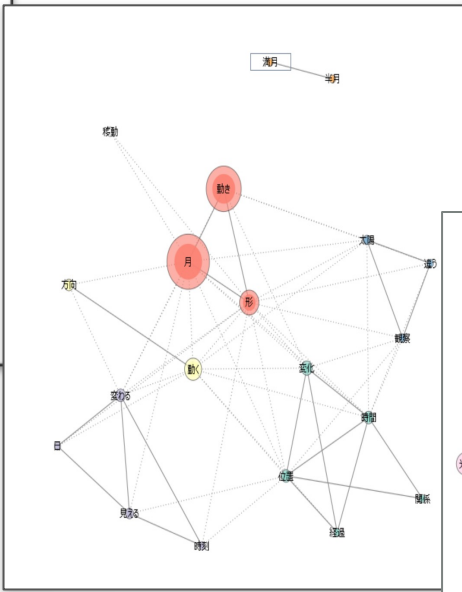 満月
半月
移動
動き
太陽
違う
月
方向
形
観察
動く
変化
変わる
時間
日
位置
関係
見える
経過
時刻